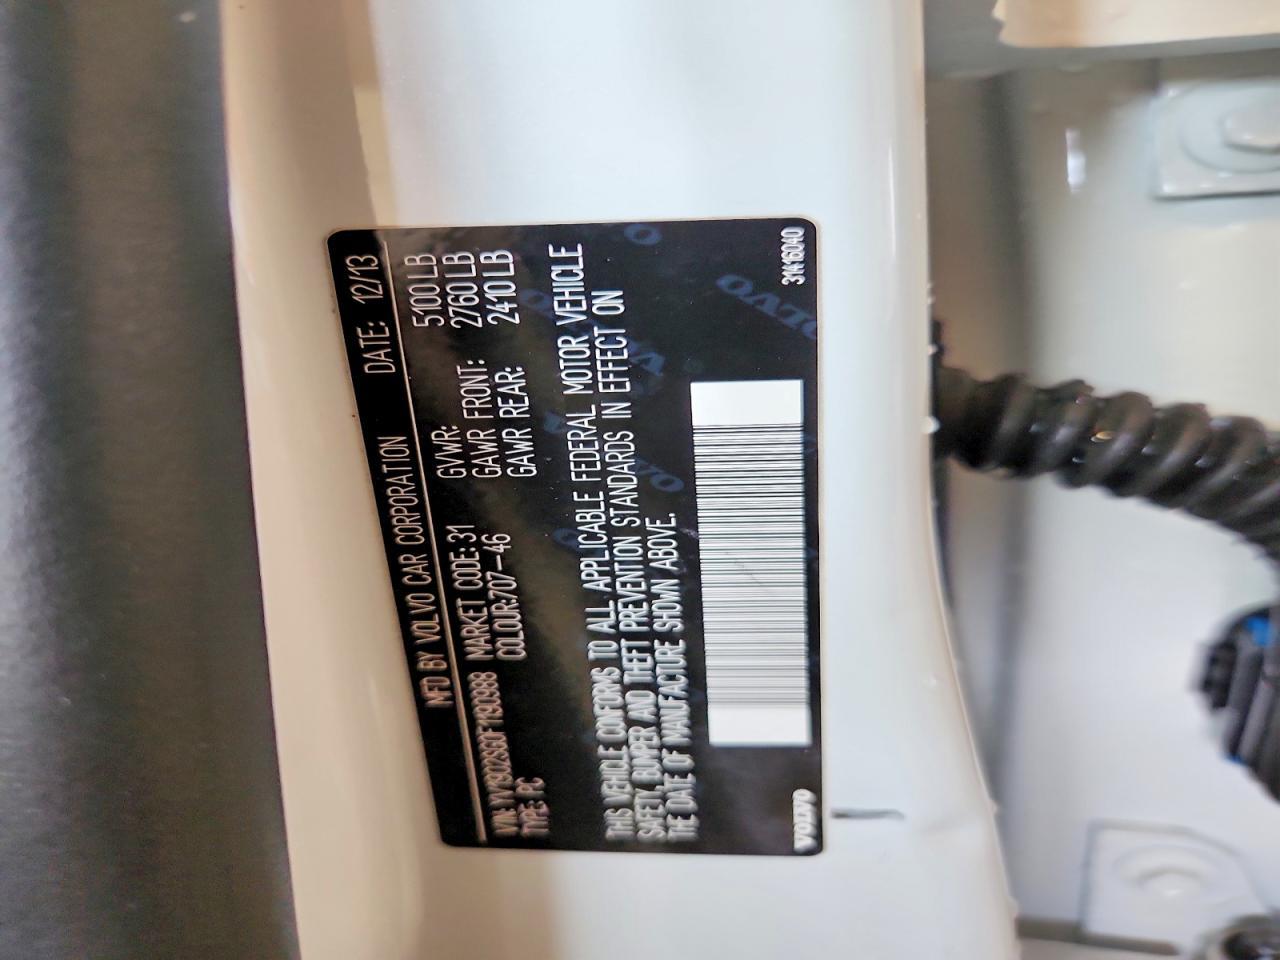 MFD BY VOLVO CAR CORPORATION DATE: 12/13
VIN: MARKET CODE: 31 GVWR: 5100 LB
TYPE: PC COLOUR: 707-46 GAWR FRONT: 2760 LB
GAWR REAR: 2410 LB
THIS VEHICLE CONFORMS TO ALL APPLICABLE FEDERAL MOTOR VEHICLE
SAFETY, BUMPER AND THEFT PREVENTION STANDARDS IN EFFECT ON
THE DATE OF MANUFACTURE SHOWN ABOVE.
VOLVO 31416040